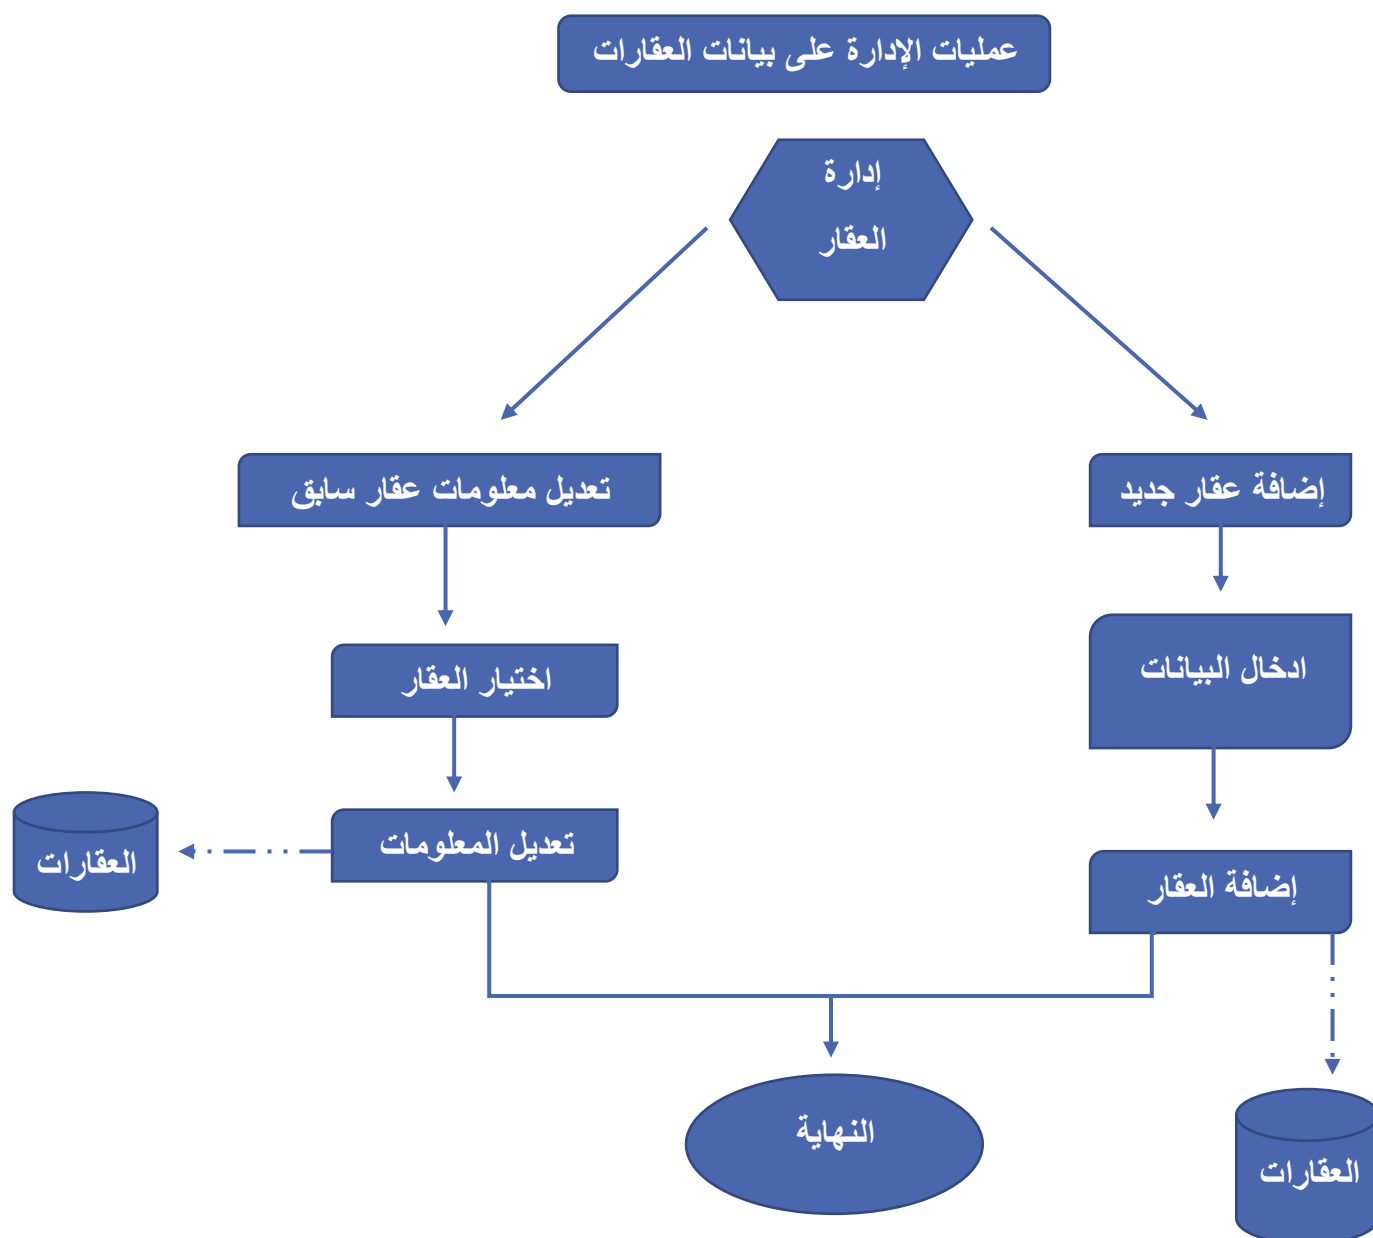 عمليات الإدارة على بيانات العقارات
إدارة
العقار
إضافة عقار جديد
تعديل معلومات عقار سابق
ادخال البيانات
اختيار العقار
تعديل المعلومات
العقارات
إضافة العقار
النهاية
العقارات